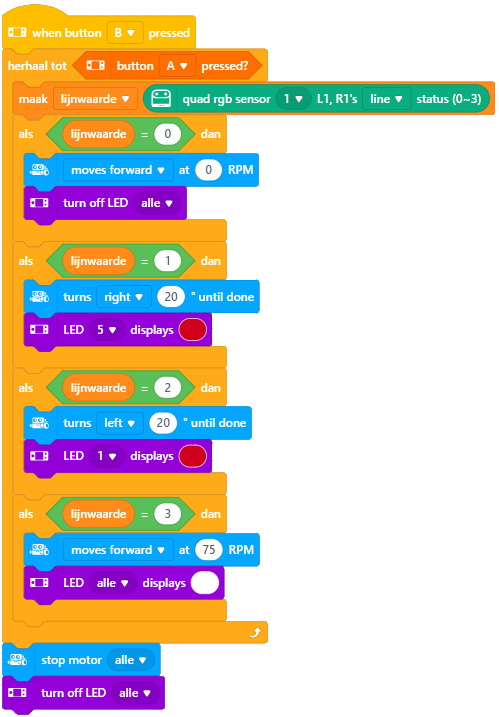 when button B pressed
herhaal tot button A pressed?
maak lijnwaarde quad rgb sensor 1 L1, R1's line status (0~3)
als lijnwaarde = 0 dan
moves forward at 0 RPM
turn off LED alle
als lijnwaarde = 1 dan
turns right 20 ° until done
LED 5 displays
als lijnwaarde = 2 dan
turns left 20 ° until done
LED 1 displays
als lijnwaarde = 3 dan
moves forward at 75 RPM
LED alle displays
stop motor alle
turn off LED alle